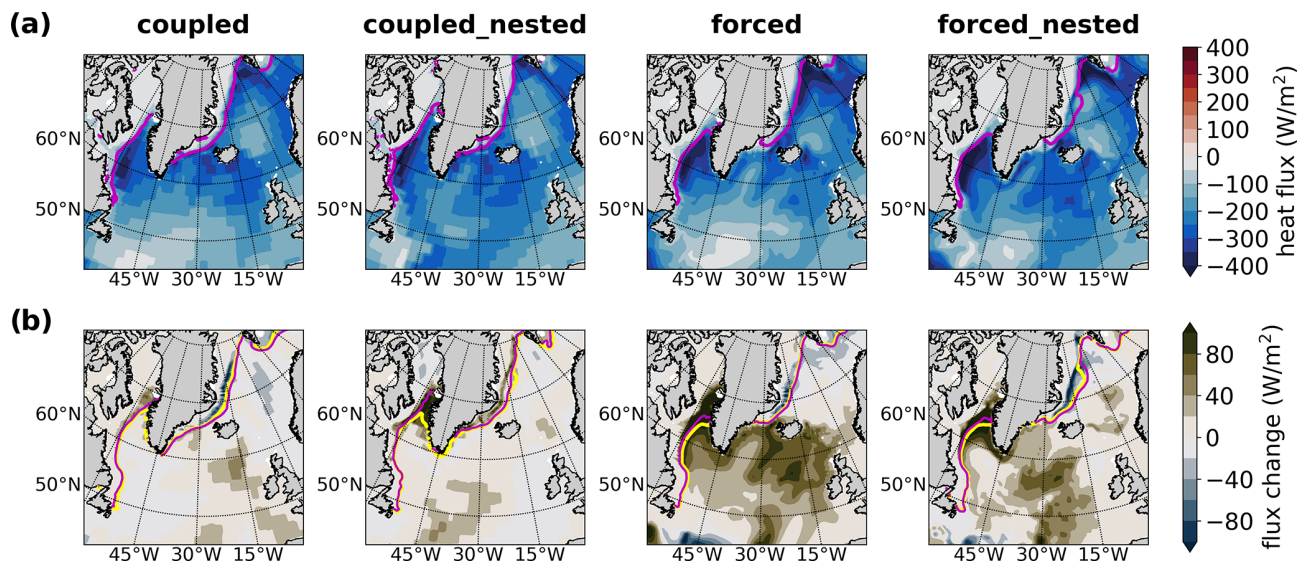 (a) coupled coupled_nested forced forced_nested
60°N 60°N 60°N 60°N
50°N 50°N 50°N 50°N
45°W 30°W 15°W 45°W 30°W 15°W 45°W 30°W 15°W 45°W 30°W 15°W
400
300
200
100
0
−100
−200
−300
−400
heat flux (W/m²)
(b)
60°N 60°N 60°N 60°N
50°N 50°N 50°N 50°N
45°W 30°W 15°W 45°W 30°W 15°W 45°W 30°W 15°W 45°W 30°W 15°W
80
40
0
−40
−80
flux change (W/m²)